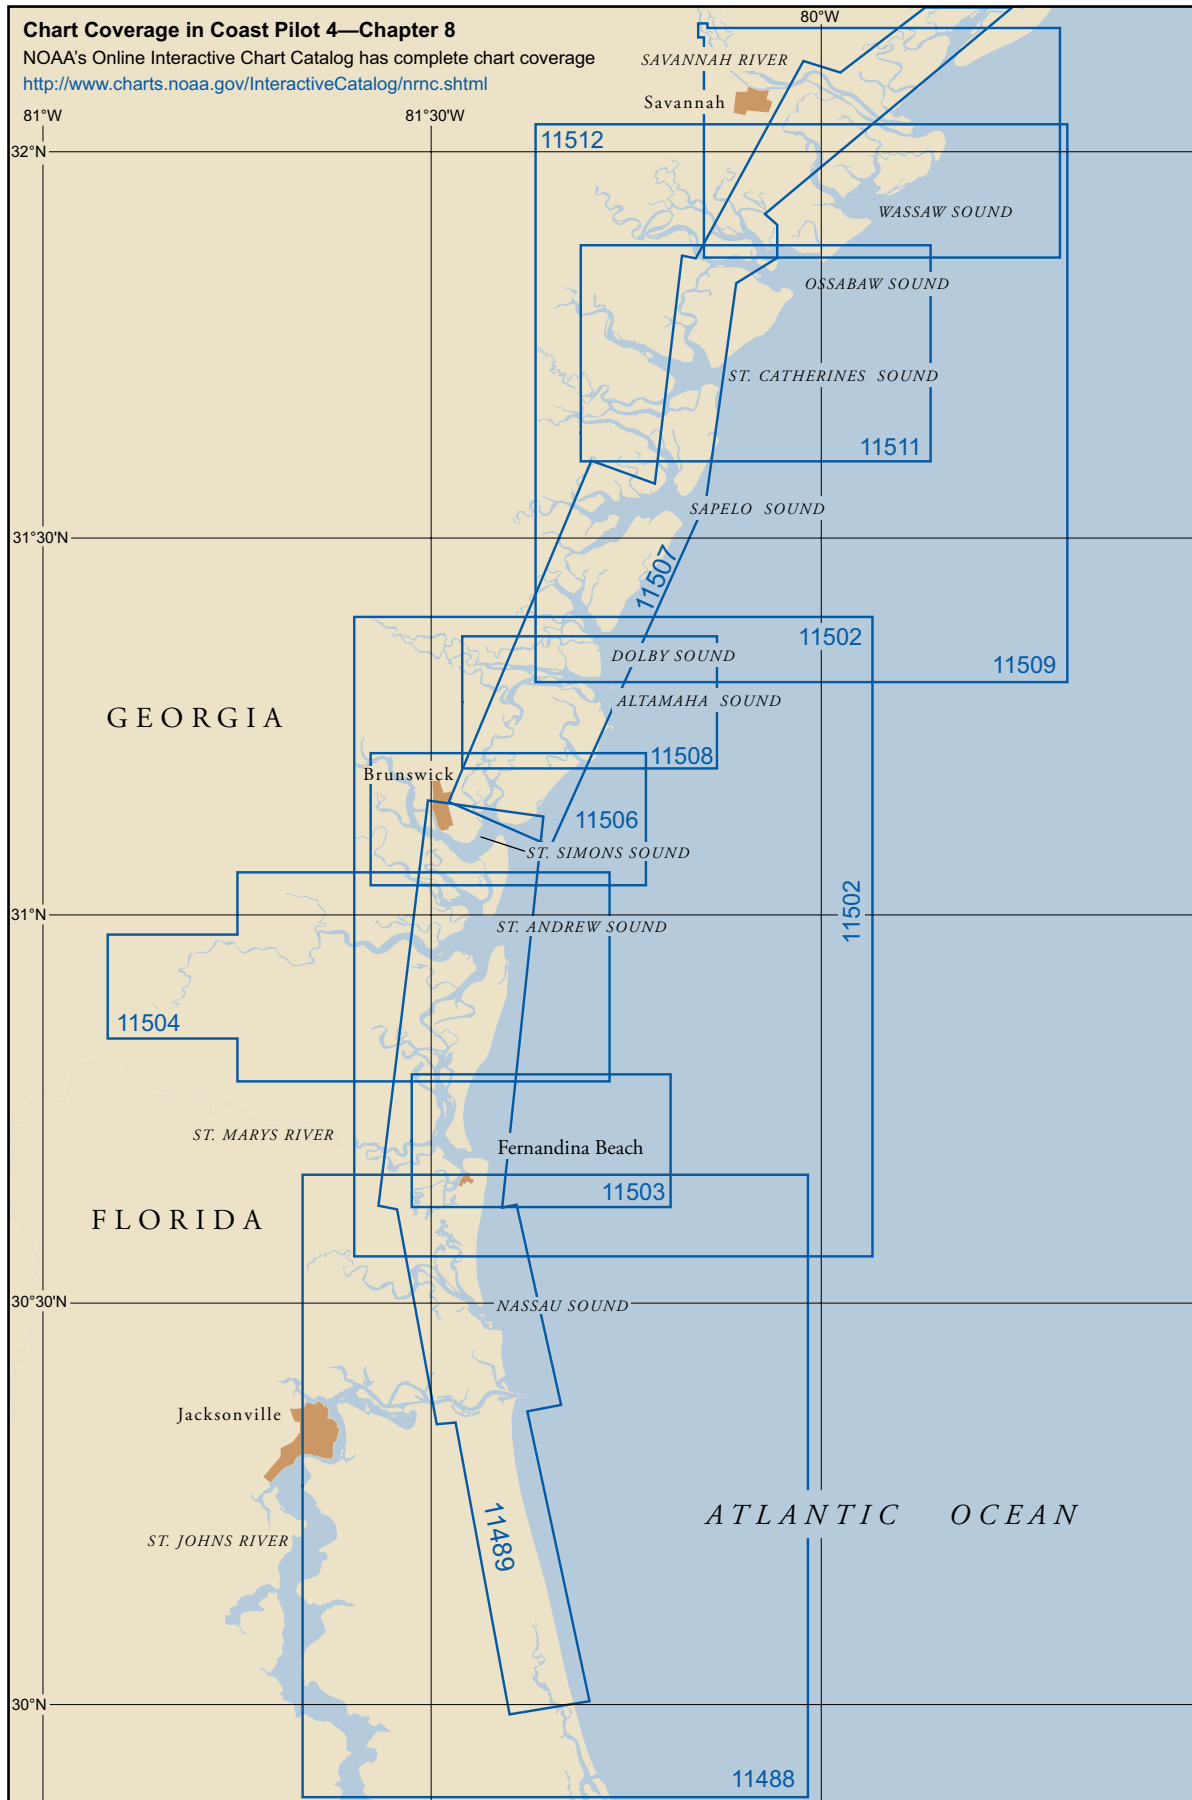 Chart Coverage in Coast Pilot 4—Chapter 8
NOAA's Online Interactive Chart Catalog has complete chart coverage
http://www.charts.noaa.gov/InteractiveCatalog/nrnc.shtml
80°W
81°W
81°30'W
SAVANNAH RIVER
Savannah
11512
32°N
WASSAW SOUND
OSSABAW SOUND
ST. CATHERINES SOUND
11511
SAPELO SOUND
31°30'N
11507
11502
DOLBY SOUND
11509
ALTAMAHA SOUND
GEORGIA
11508
Brunswick
11506
ST. SIMONS SOUND
11502
31°N
ST. ANDREW SOUND
11504
ST. MARYS RIVER
Fernandina Beach
11503
FLORIDA
30°30'N
NASSAU SOUND
Jacksonville
ATLANTIC OCEAN
11489
ST. JOHNS RIVER
30°N
11488